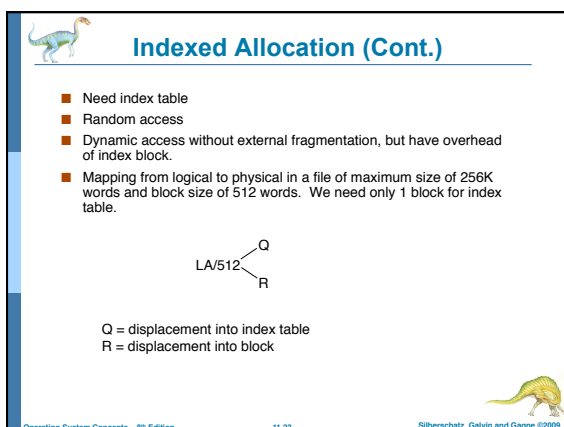 Indexed Allocation (Cont.)
Need index table
Random access
Dynamic access without external fragmentation, but have overhead
of index block.
Mapping from logical to physical in a file of maximum size of 256K
words and block size of 512 words. We need only 1 block for index
table.
Q
LA/512
R
Q = displacement into index table
R = displacement into block
Operating System Concepts – 8th Edition 11.23 Silberschatz, Galvin and Gagne ©2009